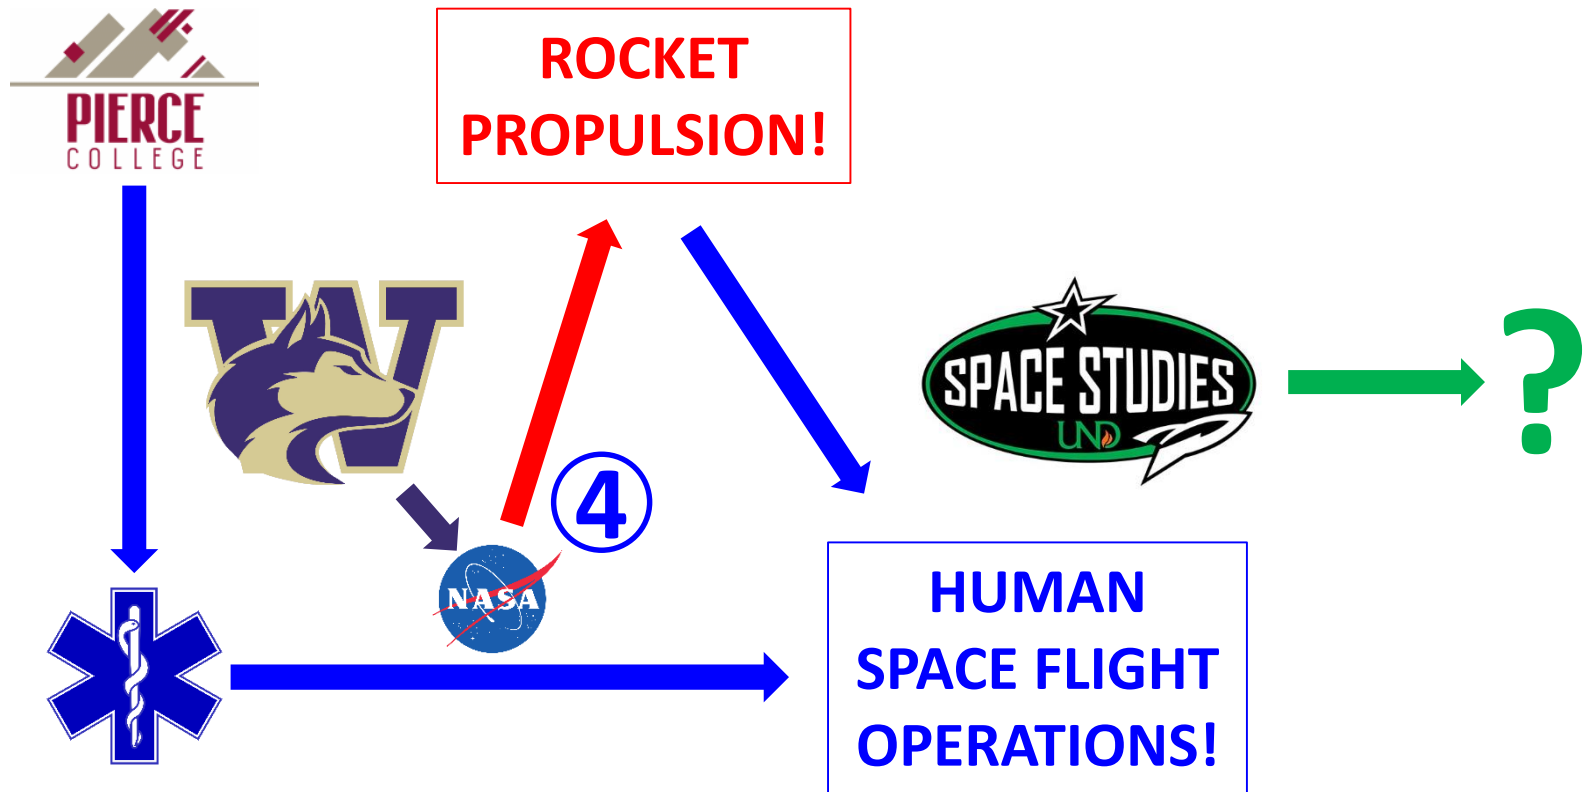 PIERCE
COLLEGE
ROCKET
PROPULSION!
W
SPACE STUDIES
UND
?
④
NASA
HUMAN
SPACE FLIGHT
OPERATIONS!